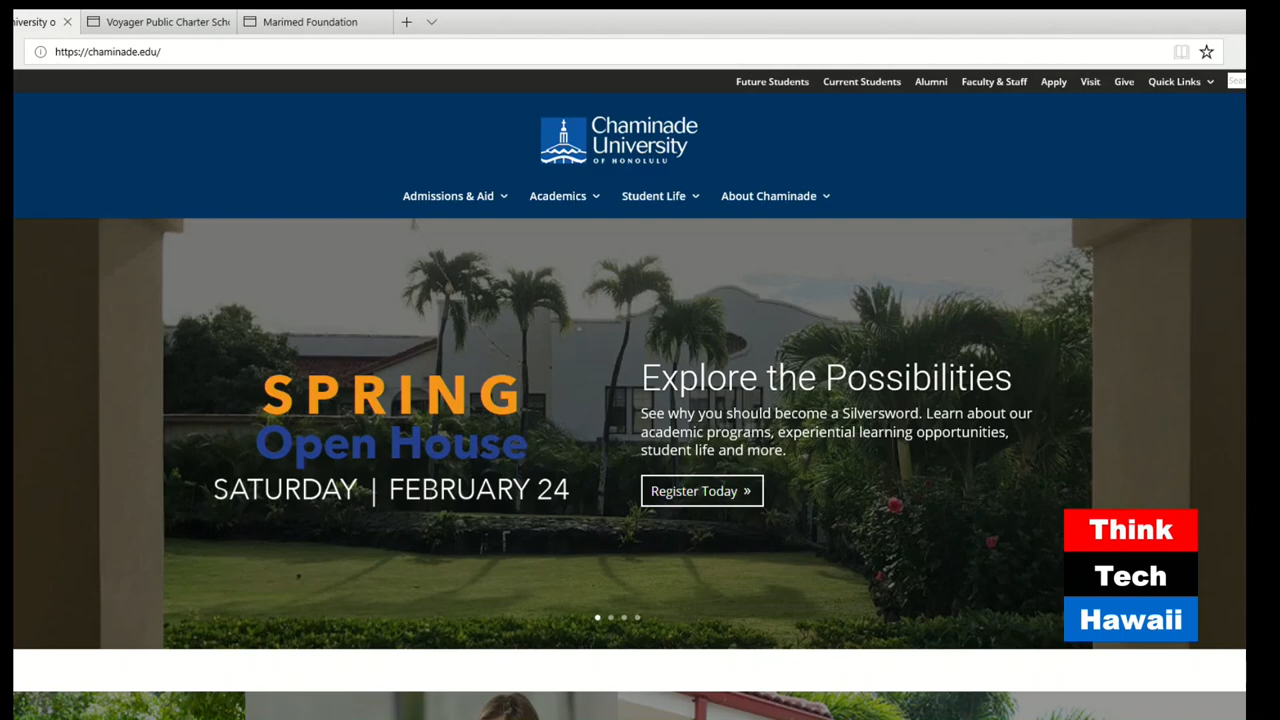 iversity o
Voyager Public Charter Sch
Marimed Foundation
https://chaminade.edu/
Future Students Current Students Alumni Faculty & Staff Apply Visit Give Quick Links Sear
Chaminade
University
OF HONOLULU
Admissions & Aid Academics Student Life About Chaminade
SPRING
Open House
SATURDAY | FEBRUARY 24
Explore the Possibilities
See why you should become a Silversword. Learn about our
academic programs, experiential learning opportunities,
student life and more.
Register Today »
Think
Tech
Hawaii